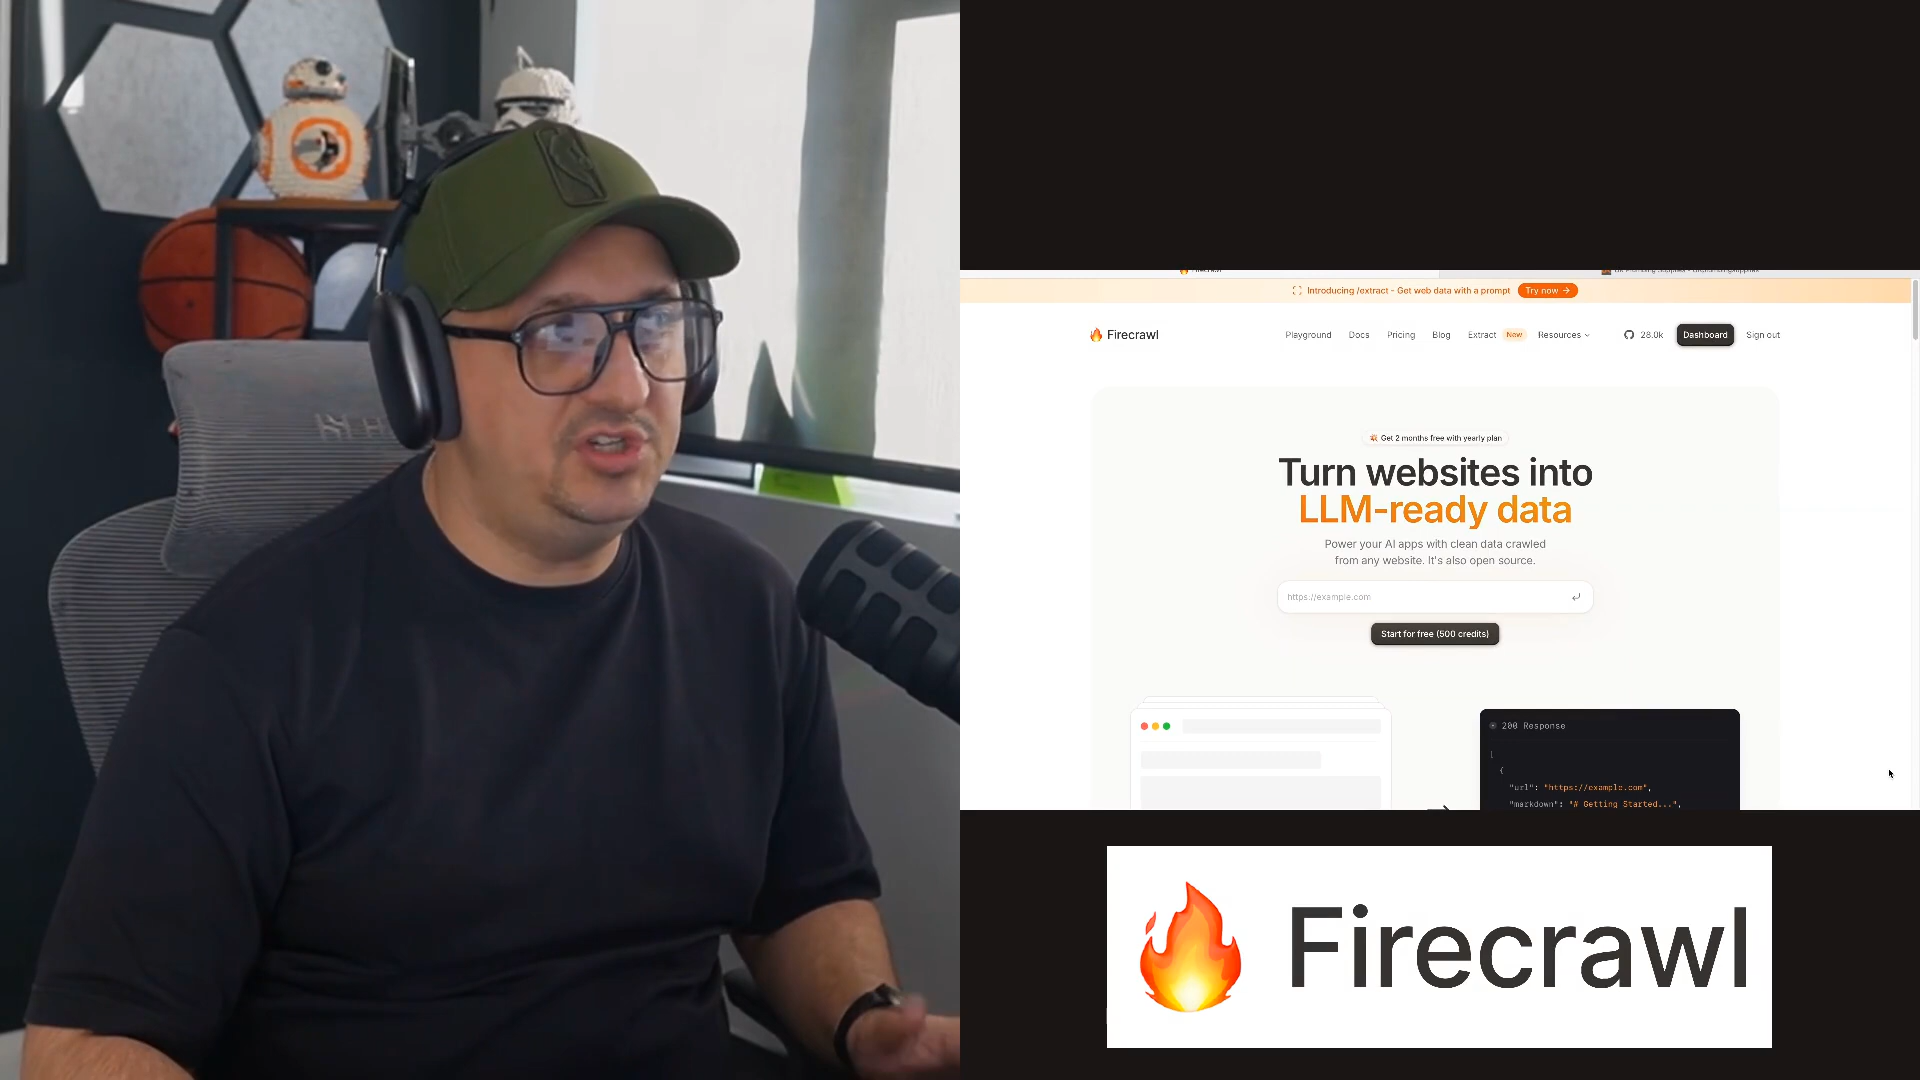 Introducing /extract - Get web data with a prompt
Try now →
Firecrawl
Playground
Docs
Pricing
Blog
Extract
New
Resources
28.0k
Dashboard
Sign out
Get 2 months free with yearly plan
Turn websites into
LLM-ready data
Power your AI apps with clean data crawled
from any website. It's also open source.
https://example.com
Start for free (500 credits)
200 Response
[
{
"url": "https://example.com",
"markdown": "# Getting Started...",
Firecrawl